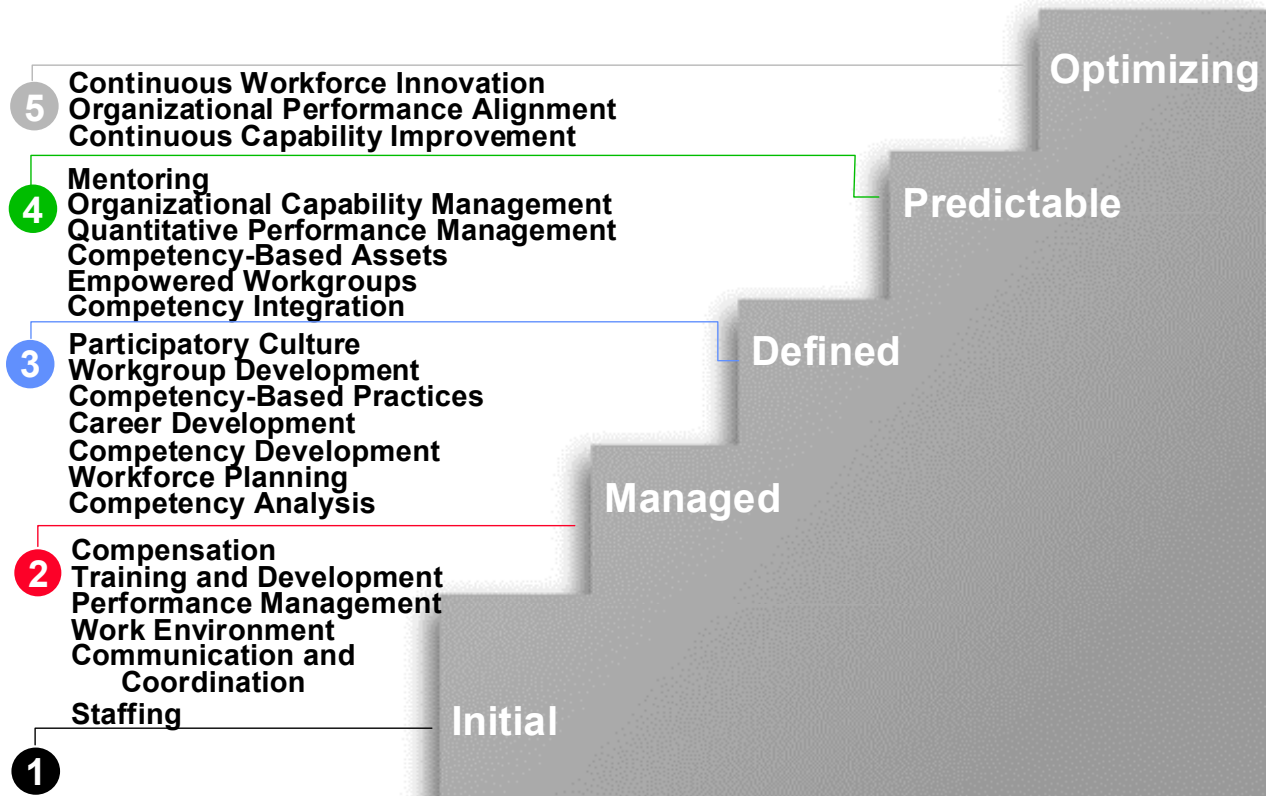 Optimizing
5
Continuous Workforce Innovation
Organizational Performance Alignment
Continuous Capability Improvement
Predictable
4
Mentoring
Organizational Capability Management
Quantitative Performance Management
Competency-Based Assets
Empowered Workgroups
Competency Integration
Defined
3
Participatory Culture
Workgroup Development
Competency-Based Practices
Career Development
Competency Development
Workforce Planning
Competency Analysis
Managed
2
Compensation
Training and Development
Performance Management
Work Environment
Communication and
Coordination
Staffing
Initial
1